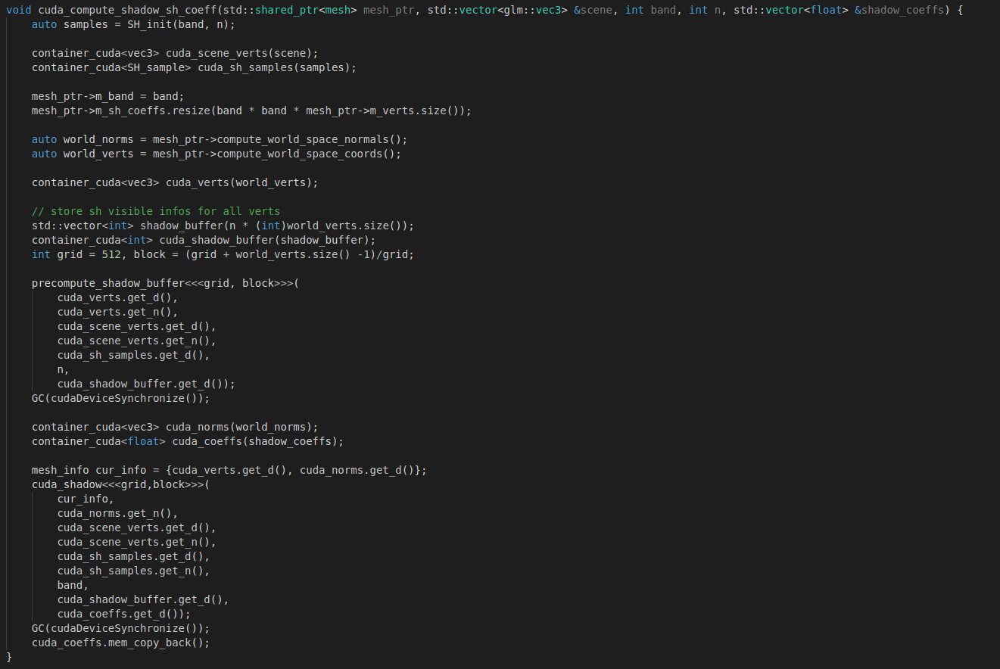 void cuda_compute_shadow_sh_coeff(std::shared_ptr<mesh> mesh_ptr, std::vector<glm::vec3> &scene, int band, int n, std::vector<float> &shadow_coeffs) {
    auto samples = SH_init(band, n);

    container_cuda<vec3> cuda_scene_verts(scene);
    container_cuda<SH_sample> cuda_sh_samples(samples);

    mesh_ptr->m_band = band;
    mesh_ptr->m_sh_coeffs.resize(band * band * mesh_ptr->m_verts.size());

    auto world_norms = mesh_ptr->compute_world_space_normals();
    auto world_verts = mesh_ptr->compute_world_space_coords();

    container_cuda<vec3> cuda_verts(world_verts);

    // store sh visible infos for all verts
    std::vector<int> shadow_buffer(n * (int)world_verts.size());
    container_cuda<int> cuda_shadow_buffer(shadow_buffer);
    int grid = 512, block = (grid + world_verts.size() -1)/grid;

    precompute_shadow_buffer<<<grid, block>>>(
        cuda_verts.get_d(),
        cuda_verts.get_n(),
        cuda_scene_verts.get_d(),
        cuda_scene_verts.get_n(),
        cuda_sh_samples.get_d(),
        n,
        cuda_shadow_buffer.get_d());
    GC(cudaDeviceSynchronize());

    container_cuda<vec3> cuda_norms(world_norms);
    container_cuda<float> cuda_coeffs(shadow_coeffs);

    mesh_info cur_info = {cuda_verts.get_d(), cuda_norms.get_d()};
    cuda_shadow<<<grid,block>>>(
        cur_info,
        cuda_norms.get_n(),
        cuda_scene_verts.get_d(),
        cuda_scene_verts.get_n(),
        cuda_sh_samples.get_d(),
        cuda_sh_samples.get_n(),
        band,
        cuda_shadow_buffer.get_d(),
        cuda_coeffs.get_d());
    GC(cudaDeviceSynchronize());
    cuda_coeffs.mem_copy_back();
}